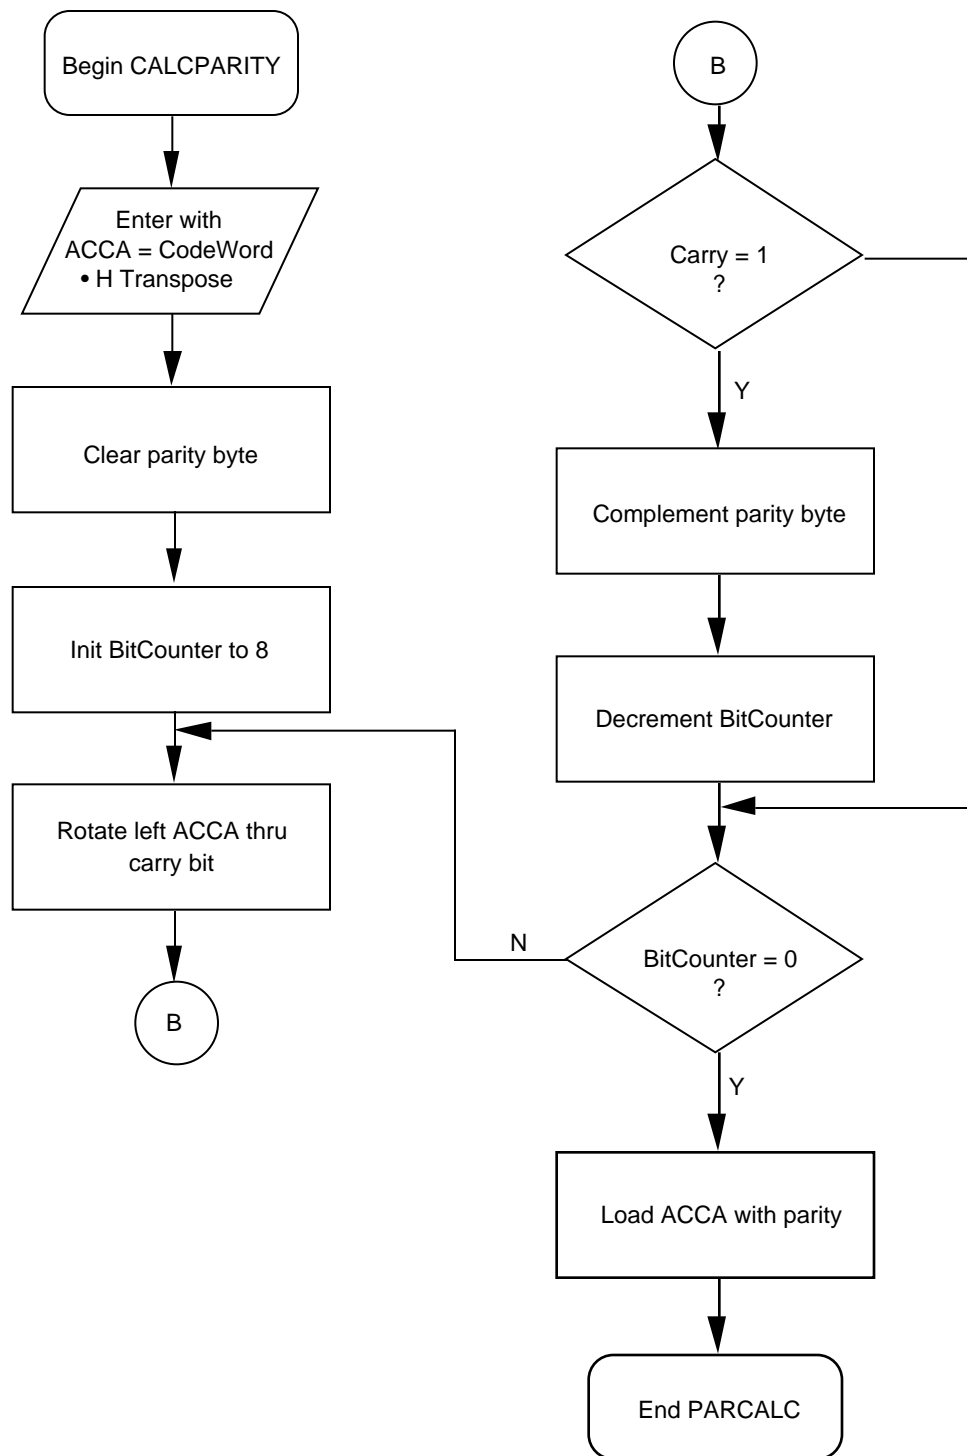 Begin CALCPARITY
Enter with
ACCA = CodeWord
• H Transpose
Clear parity byte
Init BitCounter to 8
Rotate left ACCA thru
carry bit
B
B
Carry = 1
?
Y
Complement parity byte
Decrement BitCounter
N
BitCounter = 0
?
Y
Load ACCA with parity
End PARCALC